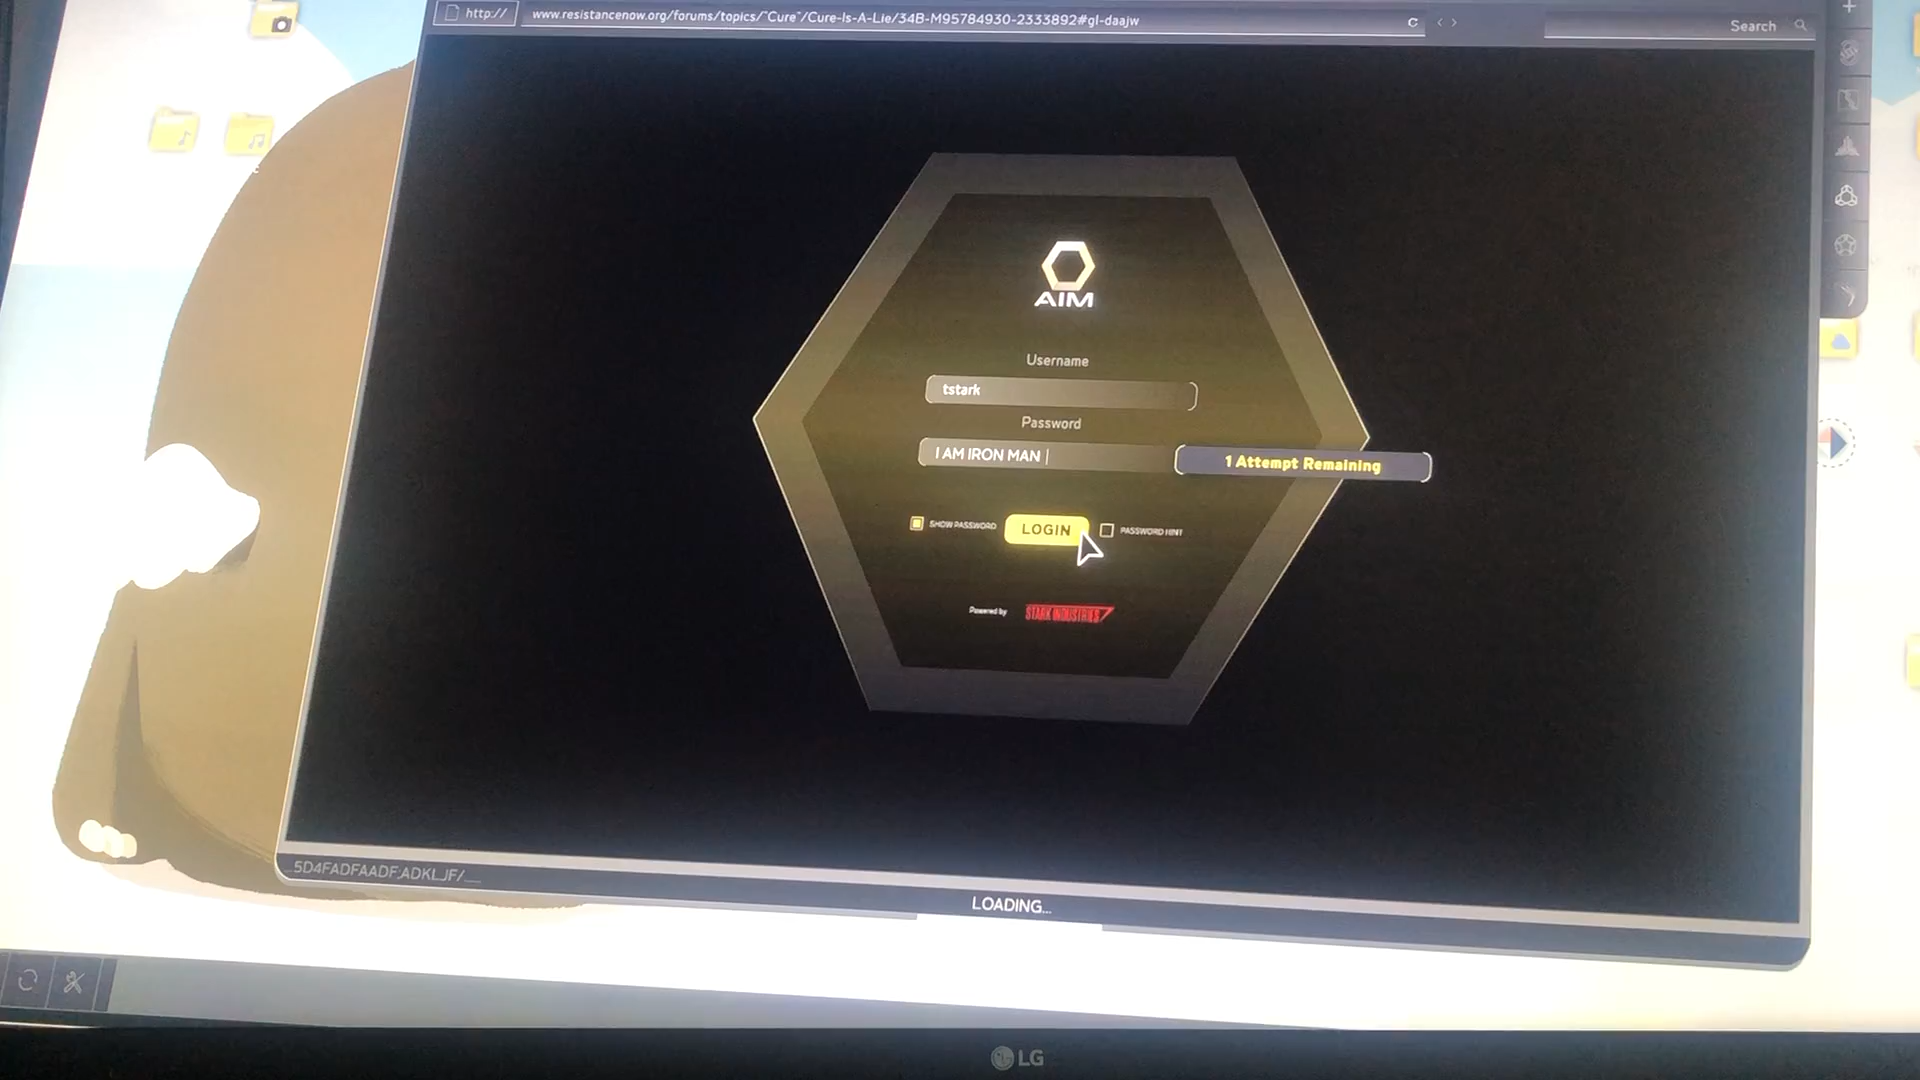 http://
www.resistancenow.org/forums/topics/"Cure"/Cure-Is-A-Lie/34B-M95784930-2333892#gl-daajw
Search
AIM
Username
tstark
Password
I AM IRON MAN
1 Attempt Remaining
SHOW PASSWORD
LOGIN
PASSWORD HINT
Powered by
STARK INDUSTRIES
...5D4FADFAADF;ADKLJF/__
LOADING...
LG